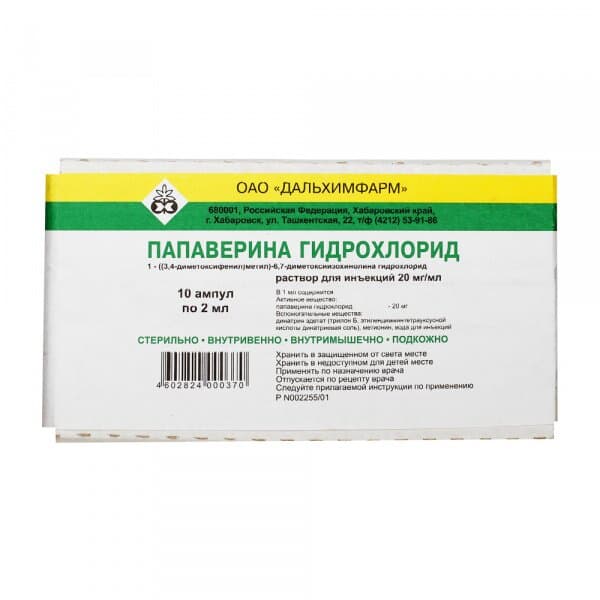 ОАО «ДАЛЬХИМФАРМ»
680001, Российская Федерация, Хабаровский край,
г. Хабаровск, ул. Ташкентская, 22, т/ф (4212) 53-91-86
ПАПАВЕРИНА ГИДРОХЛОРИД
1 - ((3,4-диметоксифенил)метил)-6,7-диметоксиизохинолина гидрохлорид
раствор для инъекций 20 мг/мл
10 ампул
по 2 мл
В 1 мл содержится
Активное вещество:
папаверина гидрохлорид - 20 мг
Вспомогательные вещества:
динатрия эдетат (трилон Б, этилендиаминтетрауксусной
кислоты динатриевая соль), метионин, вода для инъекций
СТЕРИЛЬНО • ВНУТРИВЕННО • ВНУТРИМЫШЕЧНО • ПОДКОЖНО
Хранить в защищенном от света месте
Хранить в недоступном для детей месте
Применять по назначению врача
Отпускается по рецепту врача
Следуйте прилагаемой инструкции по применению
Р N002255/01
4602824000370